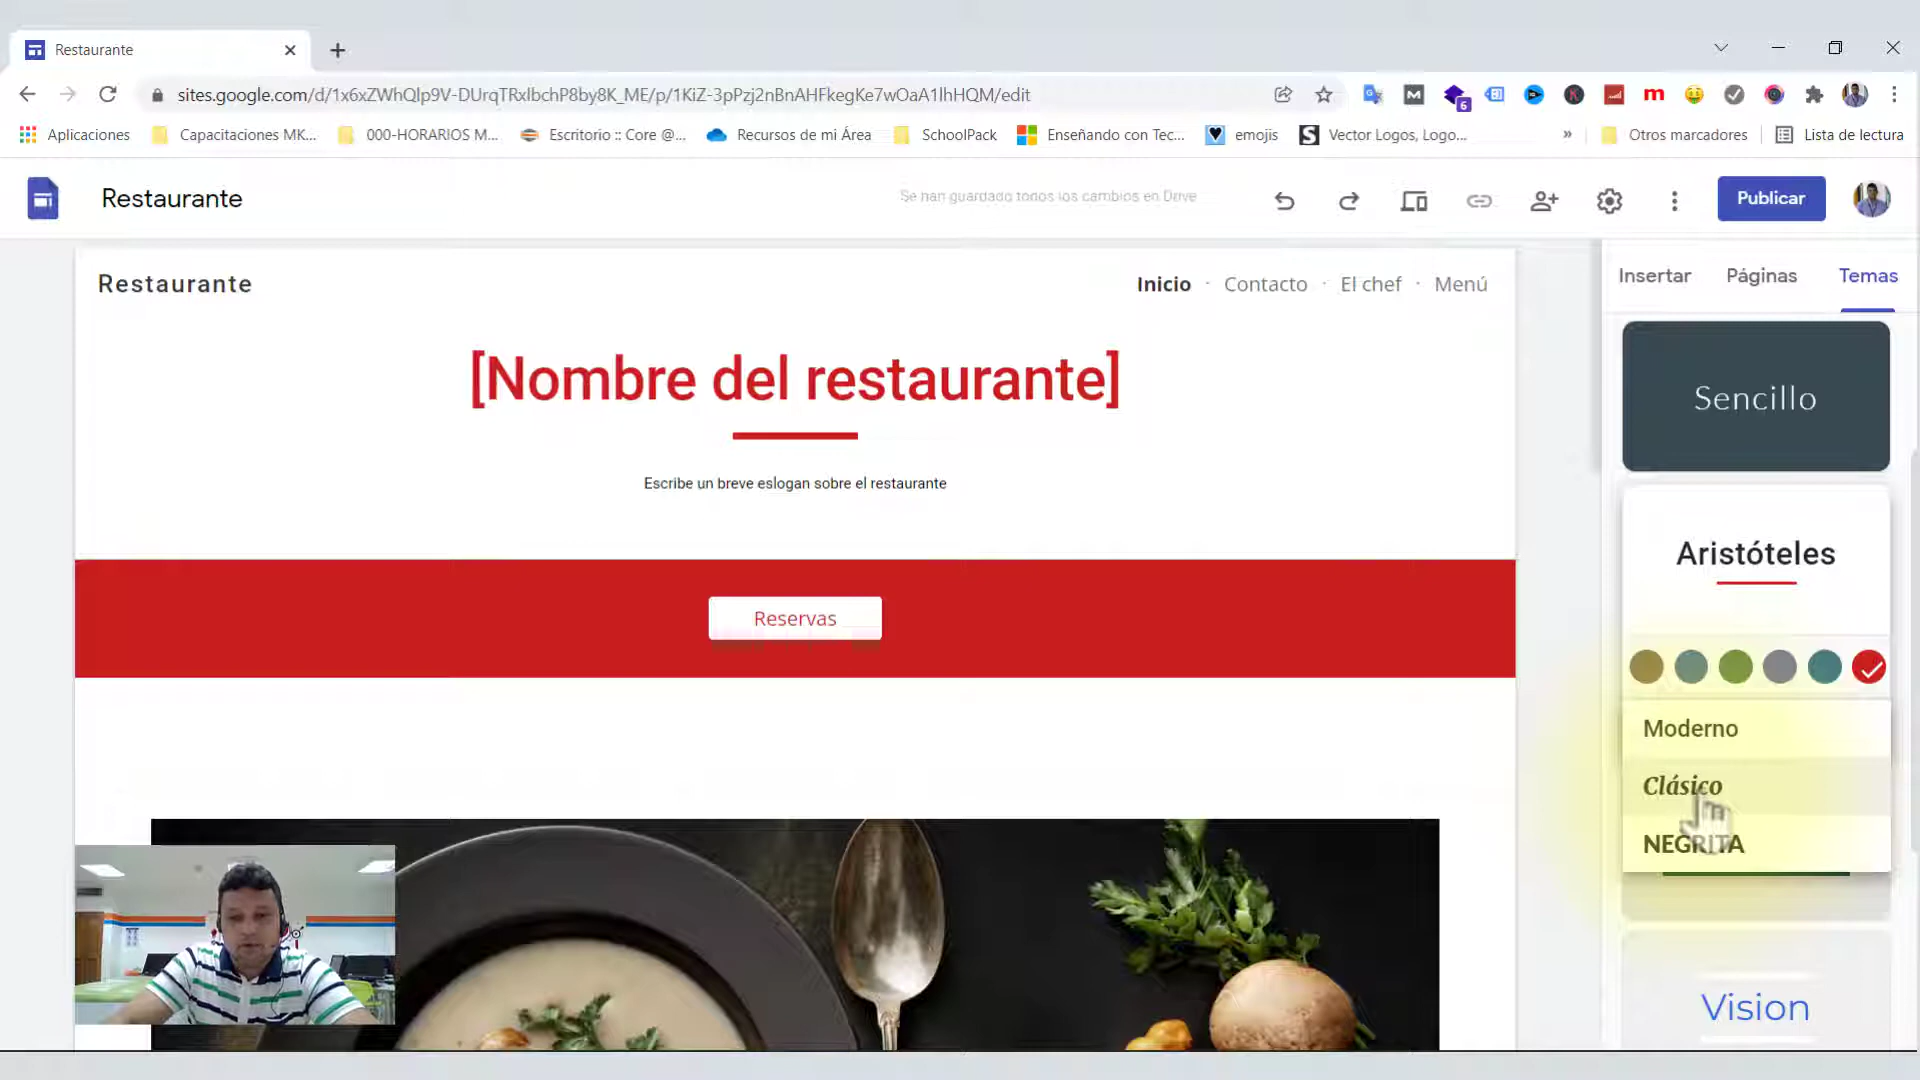 Restaurante
sites.google.com/d/1x6xZWhQlp9V-DUrqTRxlbchP8by8K_ME/p/1KiZ-3pPzj2nBnAHFkegKe7wOaA1lhHQM/edit
6
Aplicaciones
Capacitaciones MK...
000-HORARIOS M...
Escritorio :: Core @...
Recursos de mi Área
SchoolPack
Enseñando con Tec...
emojis
Vector Logos, Logo...
»
Otros marcadores
Lista de lectura
Restaurante
Se han guardado todos los cambios en Drive
Publicar
Restaurante
Inicio · Contacto · El chef · Menú
[Nombre del restaurante]
Escribe un breve eslogan sobre el restaurante
Reservas
Insertar
Páginas
Temas
Sencillo
Aristóteles
Moderno
Clásico
NEGRITA
Vision